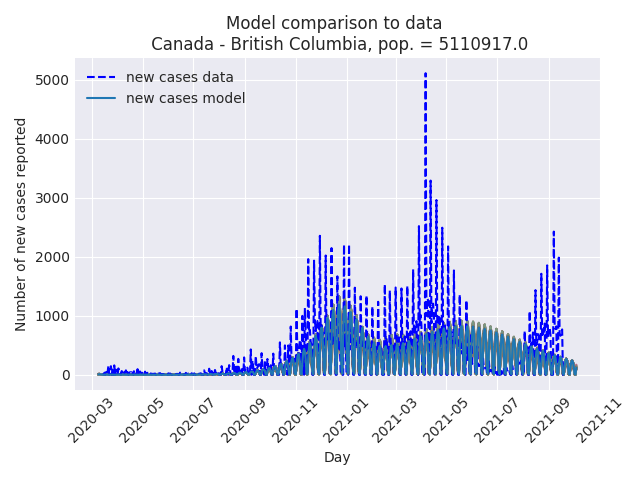 Model comparison to data
Canada - British Columbia, pop. = 5110917.0
new cases data
new cases model
Number of new cases reported
5000
4000
3000
2000
1000
0
2020-03
2020-05
2020-07
2020-09
2020-11
2021-01
2021-03
2021-05
2021-07
2021-09
2021-11
Day